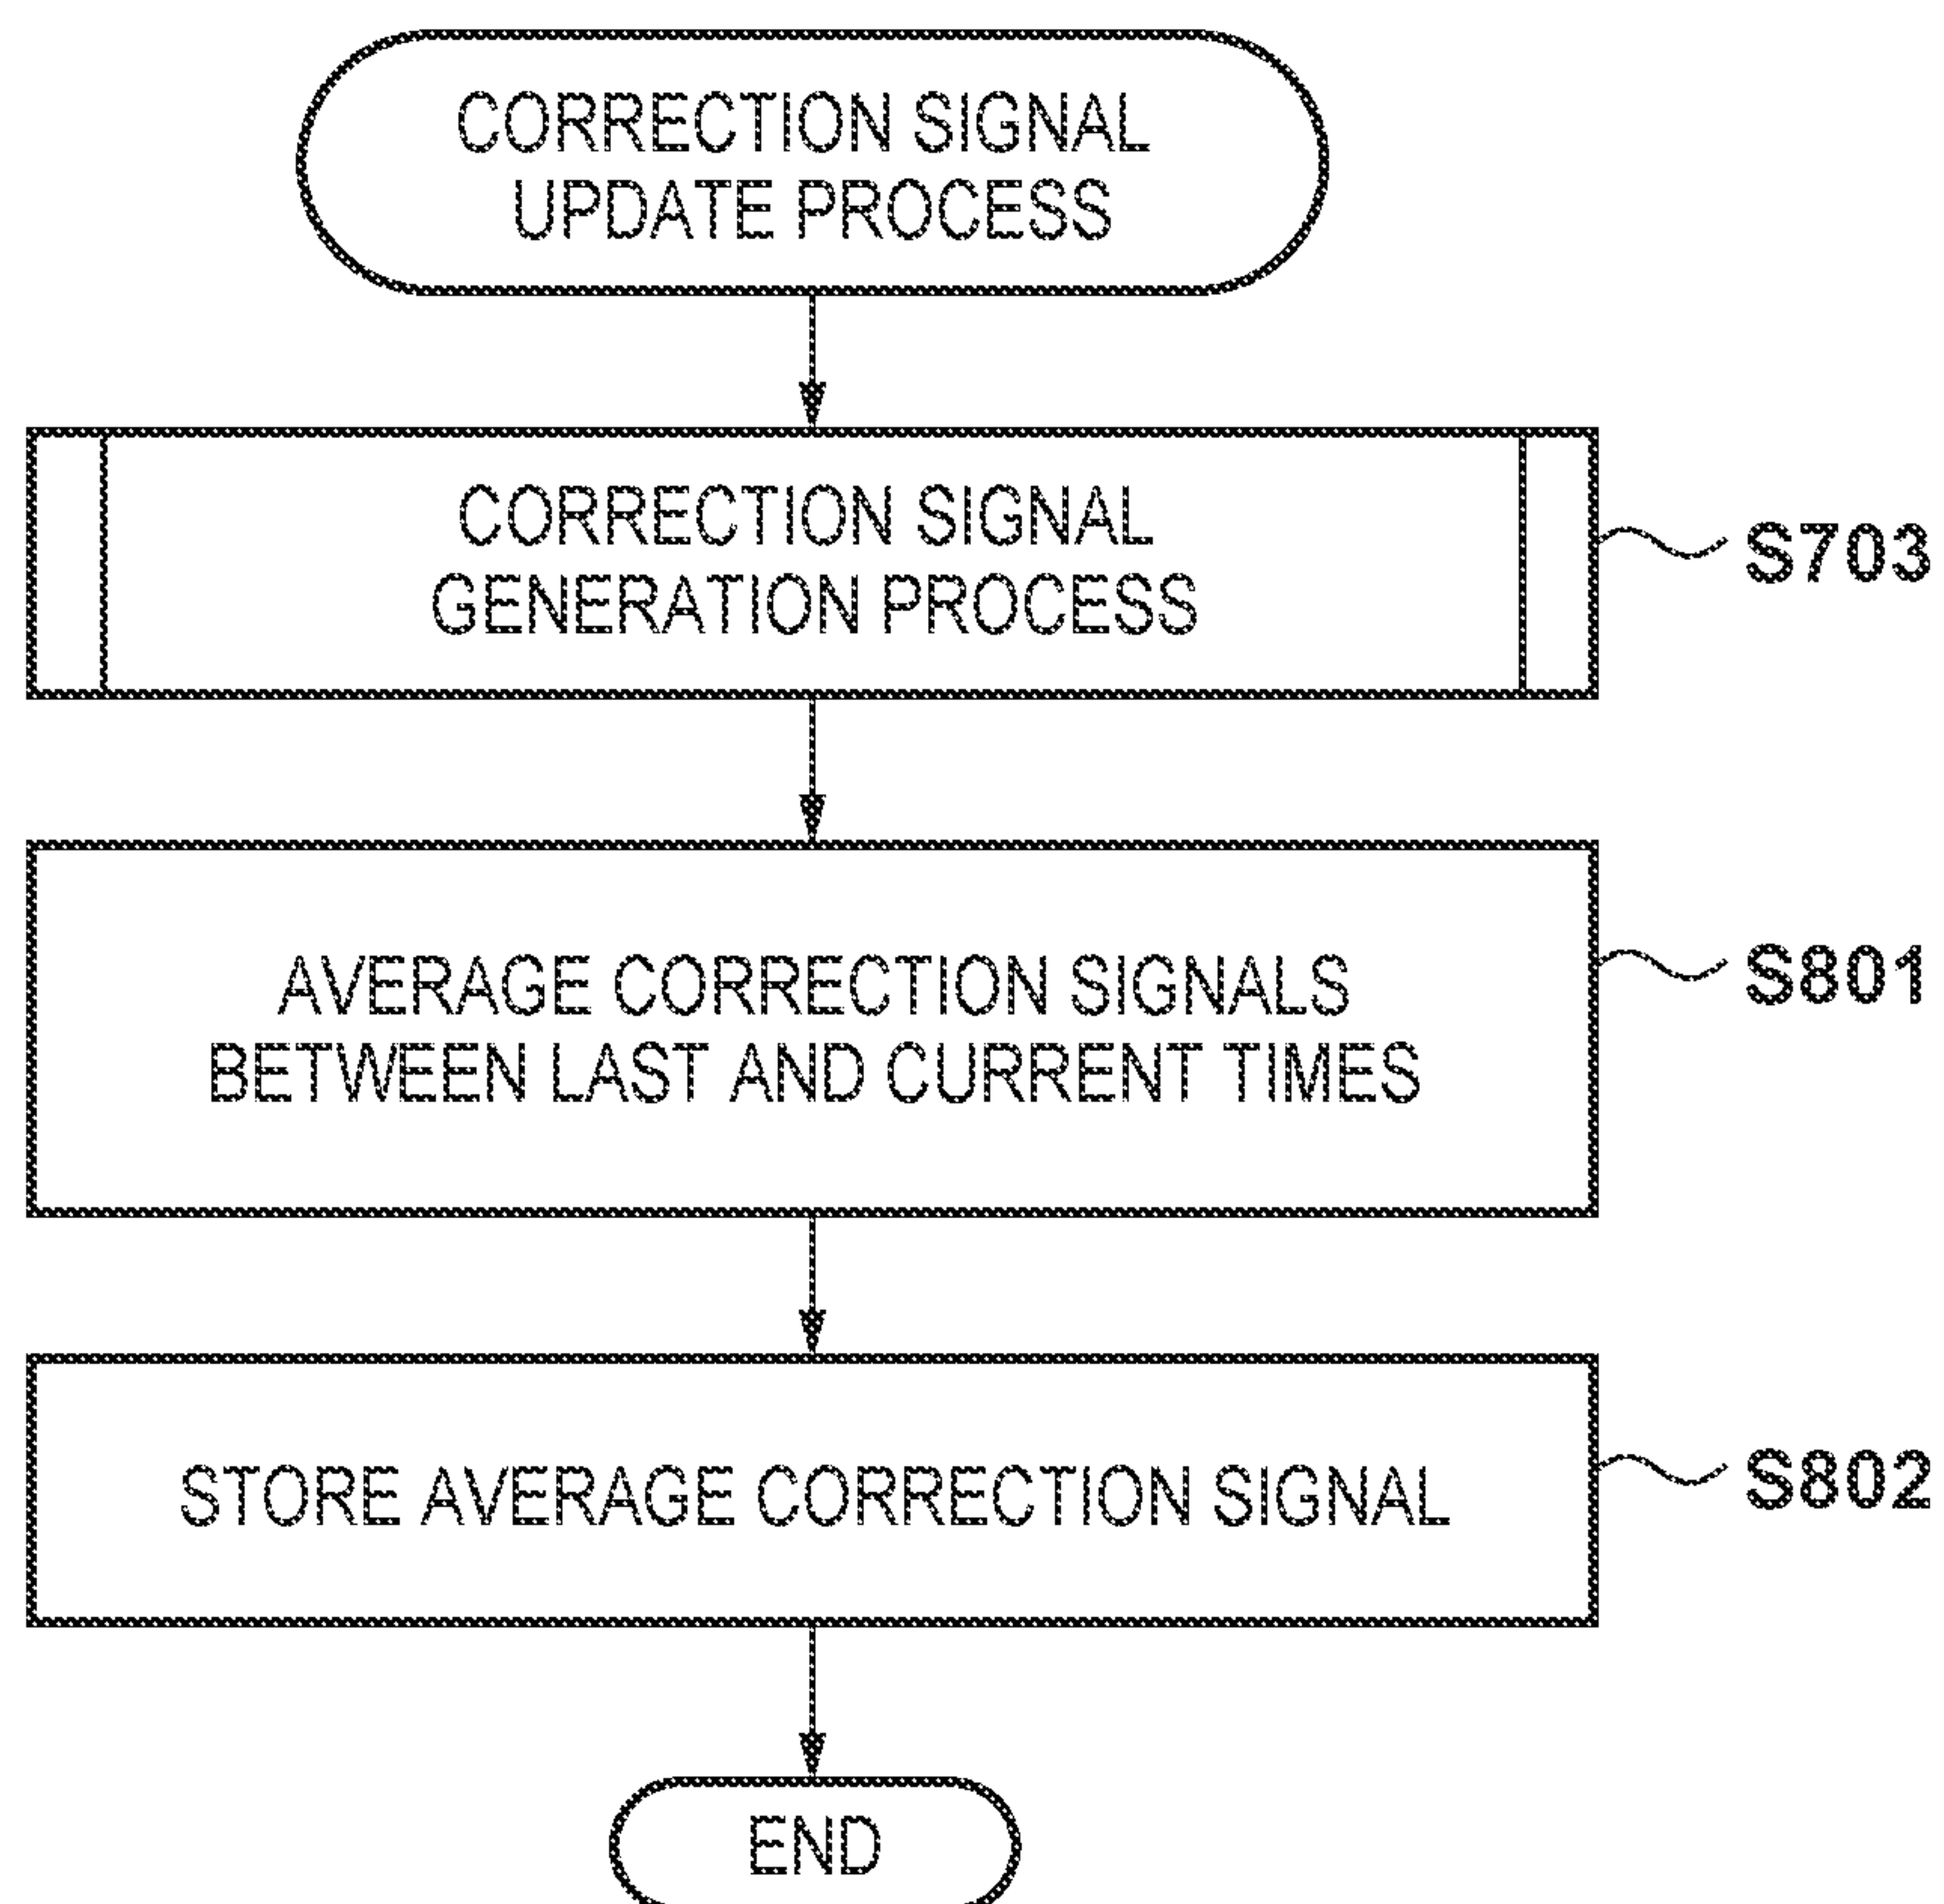 CORRECTION SIGNAL
UPDATE PROCESS
CORRECTION SIGNAL
GENERATION PROCESS
S703
AVERAGE CORRECTION SIGNALS
BETWEEN LAST AND CURRENT TIMES
S801
STORE AVERAGE CORRECTION SIGNAL
S802
END